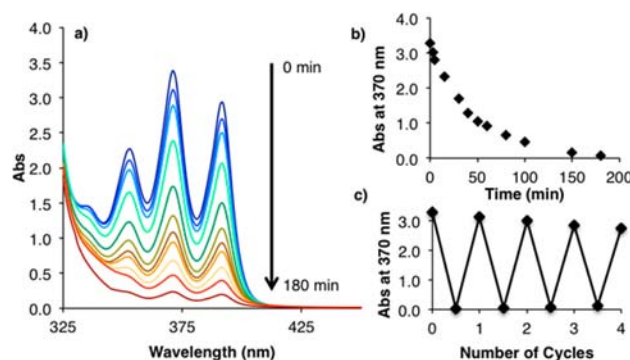 a)
0 min
180 min
Abs
4.0
3.5
3.0
2.5
2.0
1.5
1.0
0.5
0.0
325 375 425
Wavelength (nm)
b)
Abs at 370 nm
4.0
3.0
2.0
1.0
0.0
0 50 100 150 200
Time (min)
c)
Abs at 370 nm
3.0
2.0
1.0
0.0
0 1 2 3 4
Number of Cycles